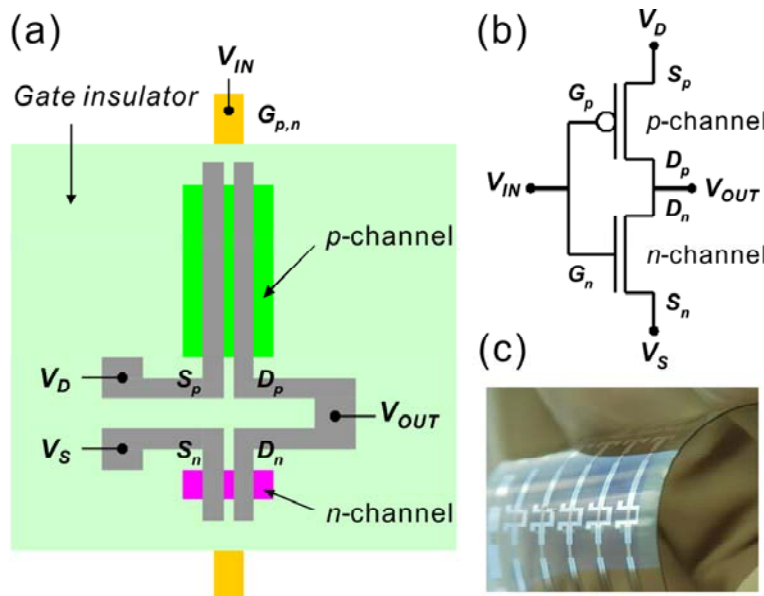 (a)
V_IN
Gate insulator
G_p,n
p-channel
V_D
S_p
D_p
V_OUT
V_S
S_n
D_n
n-channel
(b)
V_D
S_p
G_p
p-channel
D_p
V_IN
V_OUT
D_n
n-channel
G_n
S_n
V_S
(c)